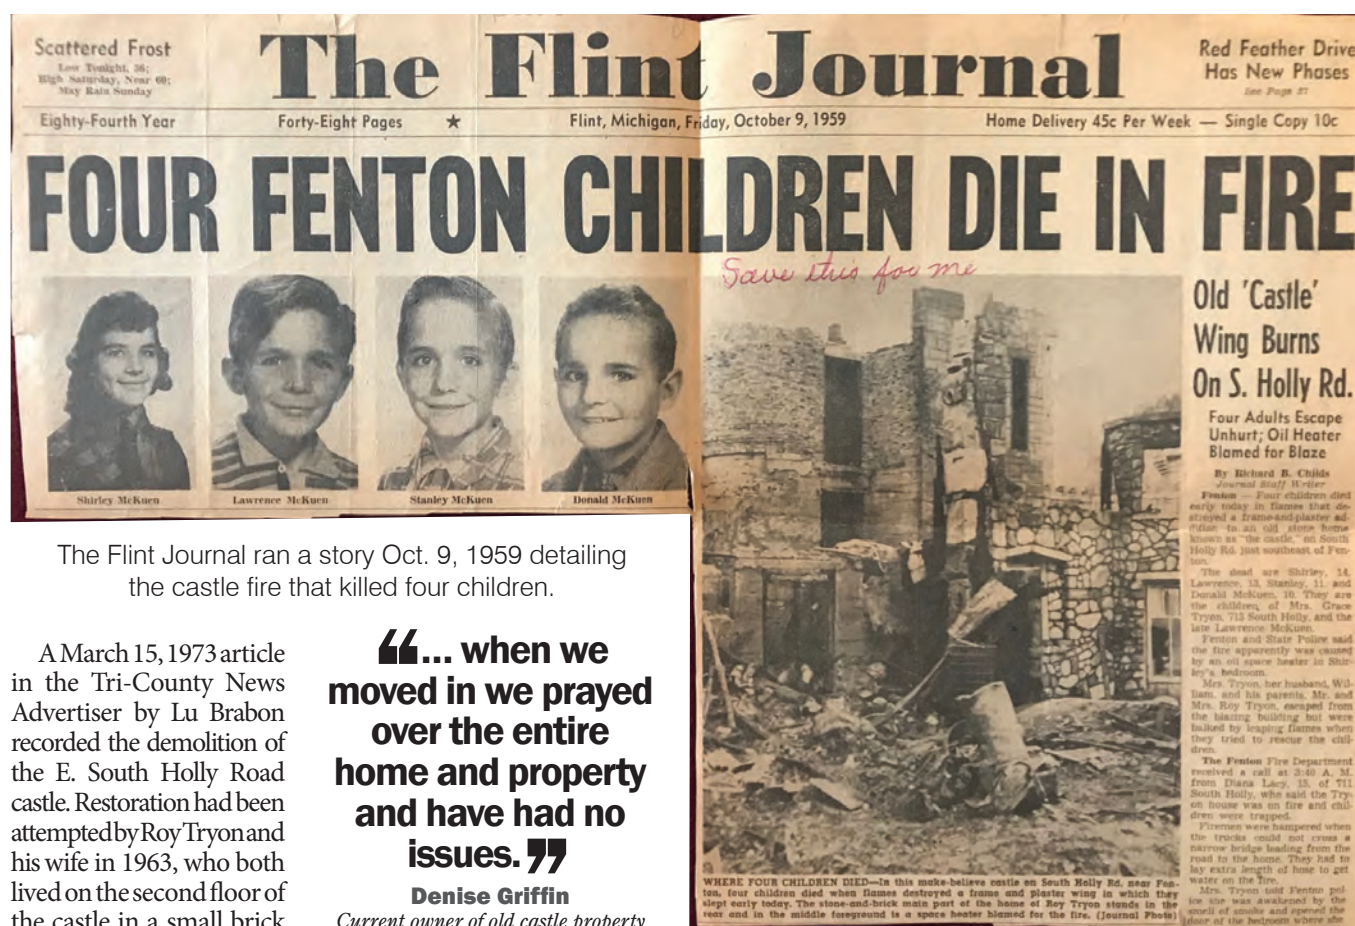 Scattered Frost
Low Tonight, 36;
High Saturday, Near 60;
May Rain Sunday
The Flint Journal
Red Feather Drive
Has New Phases
See Page 27
Eighty-Fourth Year
Forty-Eight Pages ★
Flint, Michigan, Friday, October 9, 1959
Home Delivery 45c Per Week — Single Copy 10c
FOUR FENTON CHILDREN DIE IN FIRE
Save this for me
Shirley McKuen
Lawrence McKuen
Stanley McKuen
Donald McKuen
Old 'Castle'
Wing Burns
On S. Holly Rd.
Four Adults Escape
Unhurt; Oil Heater
Blamed for Blaze
By Richard B. Childs
Journal Staff Writer
Fenton — Four children died
early today in flames that de-
stroyed a frame-and-plaster ad-
dition to an old stone home
known as "the castle," on South
Holly Rd. just southeast of Fen-
ton.
The dead are Shirley, 14,
Lawrence, 13, Stanley, 11, and
Donald McKuen, 10. They are
the children of Mrs. Grace
Tryon, 713 South Holly, and the
late Lawrence McKuen.
Fenton and State Police said
the fire apparently was caused
by an oil space heater in Shir-
ley's bedroom.
Mrs. Tryon, her husband, Wil-
liam, and his parents, Mr. and
Mrs. Roy Tryon, escaped from
the blazing building but were
balked by leaping flames when
they tried to rescue the chil-
dren.
The Fenton Fire Department
received a call at 3:40 A. M.
from Diana Lacy, 15, of 711
South Holly, who said the Try-
on house was on fire and chil-
dren were trapped.
Firemen were hampered when
the trucks could not cross a
narrow bridge leading from the
road to the home. They had to
lay extra length of hose to get
water on the fire.
Mrs. Tryon told Fenton pol-
ice she was awakened by the
smell of smoke and opened the
door of the bedroom where she
WHERE FOUR CHILDREN DIED—In this make-believe castle on South Holly Rd. near Fen-
ton, four children died when flames destroyed a frame and plaster wing in which they
slept early today. The stone-and-brick main part of the home of Roy Tryon stands in the
rear and in the middle foreground is a space heater blamed for the fire. (Journal Photo)
The Flint Journal ran a story Oct. 9, 1959 detailing
the castle fire that killed four children.
A March 15, 1973 article
in the Tri-County News
Advertiser by Lu Brabon
recorded the demolition of
the E. South Holly Road
castle. Restoration had been
attempted by Roy Tryon and
his wife in 1963, who both
lived on the second floor of
the castle in a small brick
“... when we
moved in we prayed
over the entire
home and property
and have had no
issues.”
Denise Griffin
Current owner of old castle property